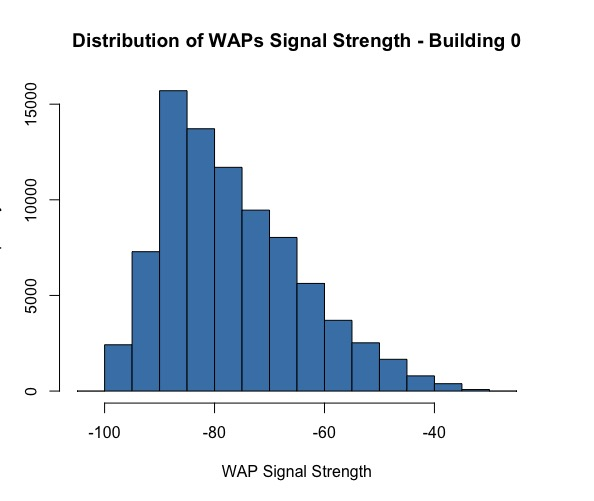 Distribution of WAPs Signal Strength - Building 0
15000
10000
5000
0
-100 -80 -60 -40
WAP Signal Strength